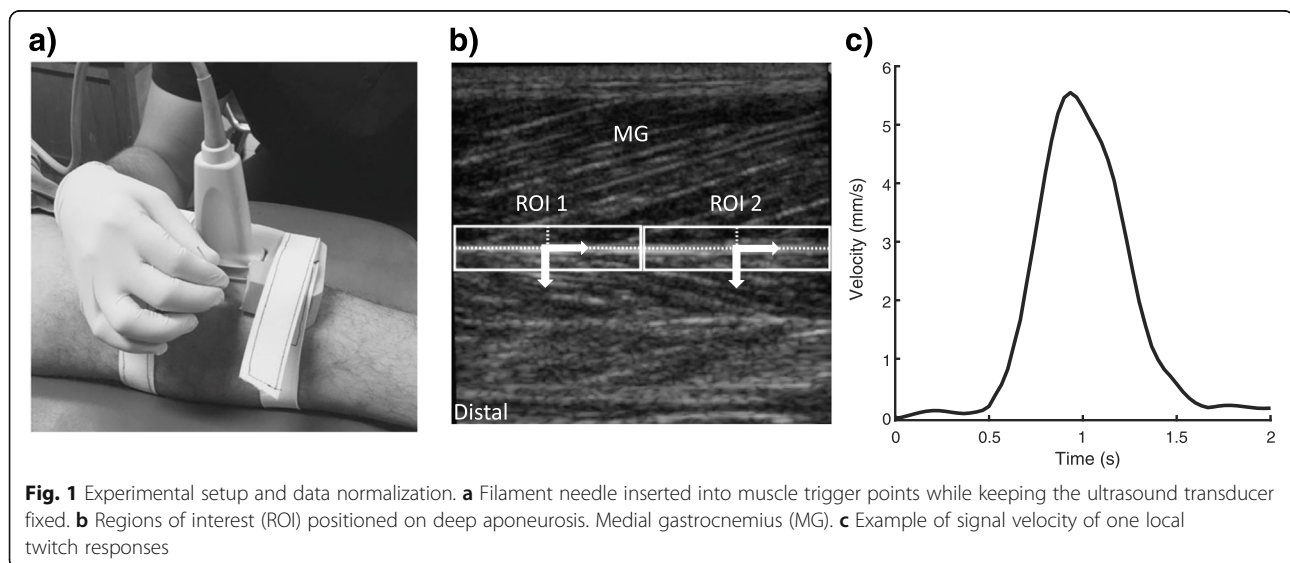 a)
b)
c)
MG
ROI 1
ROI 2
Distal
6
5
4
3
2
1
0
Velocity (mm/s)
0
0.5
1
1.5
2
Time (s)
Fig. 1 Experimental setup and data normalization. a Filament needle inserted into muscle trigger points while keeping the ultrasound transducer
fixed. b Regions of interest (ROI) positioned on deep aponeurosis. Medial gastrocnemius (MG). c Example of signal velocity of one local
twitch responses